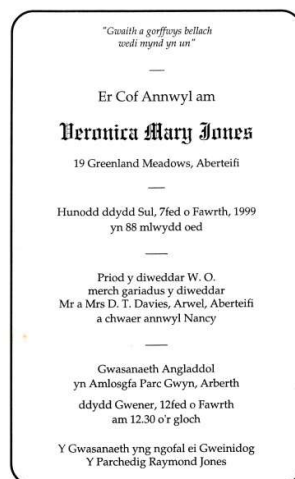 "Gwaith a gorffwys bellach
wedi mynd yn un"
Er Cof Annwyl am
Veronica Mary Jones
19 Greenland Meadows, Aberteifi
Hunodd ddydd Sul, 7fed o Fawrth, 1999
yn 88 mlwydd oed
Priod y diweddar W. O.
merch gariadus y diweddar
Mr a Mrs D. T. Davies, Arwel, Aberteifi
a chwaer annwyl Nancy
Gwasanaeth Angladdol
yn Amlosgfa Parc Gwyn, Arberth
ddydd Gwener, 12fed o Fawrth
am 12.30 o'r gloch
Y Gwasanaeth yng ngofal ei Gweinidog
Y Parchedig Raymond Jones